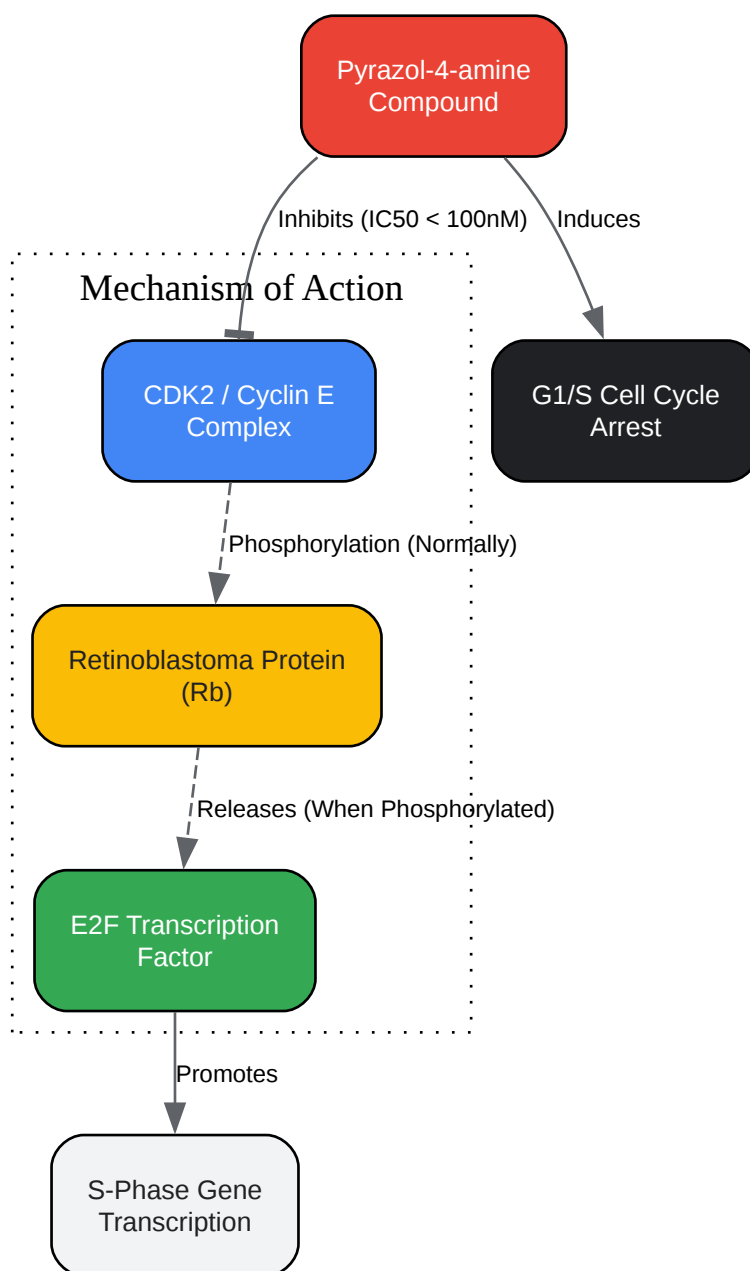 Pyrazol-4-amine
Compound
Inhibits (IC50 < 100nM)
Induces
Mechanism of Action
CDK2 / Cyclin E
Complex
G1/S Cell Cycle
Arrest
Phosphorylation (Normally)
Retinoblastoma Protein
(Rb)
Releases (When Phosphorylated)
E2F Transcription
Factor
Promotes
S-Phase Gene
Transcription